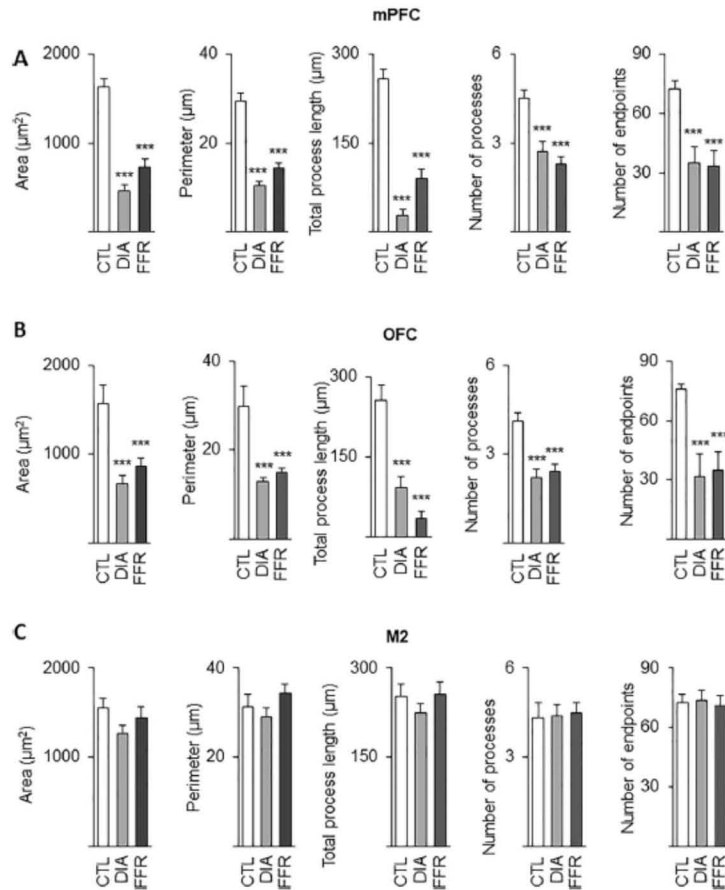 mPFC
A
Area (µm²)
2000
1000
CTL
DIA
FFR
***
***
Perimeter (µm)
40
20
CTL
DIA
FFR
***
***
Total process length (µm)
300
150
CTL
DIA
FFR
***
***
Number of processes
6
3
CTL
DIA
FFR
***
***
Number of endpoints
90
60
30
CTL
DIA
FFR
***
***
B
OFC
Area (µm²)
2000
1000
CTL
DIA
FFR
***
***
Perimeter (µm)
40
20
CTL
DIA
FFR
***
***
Total process length (µm)
300
150
CTL
DIA
FFR
***
***
Number of processes
6
3
CTL
DIA
FFR
***
***
Number of endpoints
90
60
30
CTL
DIA
FFR
***
***
C
M2
Area (µm²)
2000
1000
CTL
DIA
FFR
Perimeter (µm)
40
20
CTL
DIA
FFR
Total process length (µm)
300
150
CTL
DIA
FFR
Number of processes
6
3
CTL
DIA
FFR
Number of endpoints
90
60
30
CTL
DIA
FFR